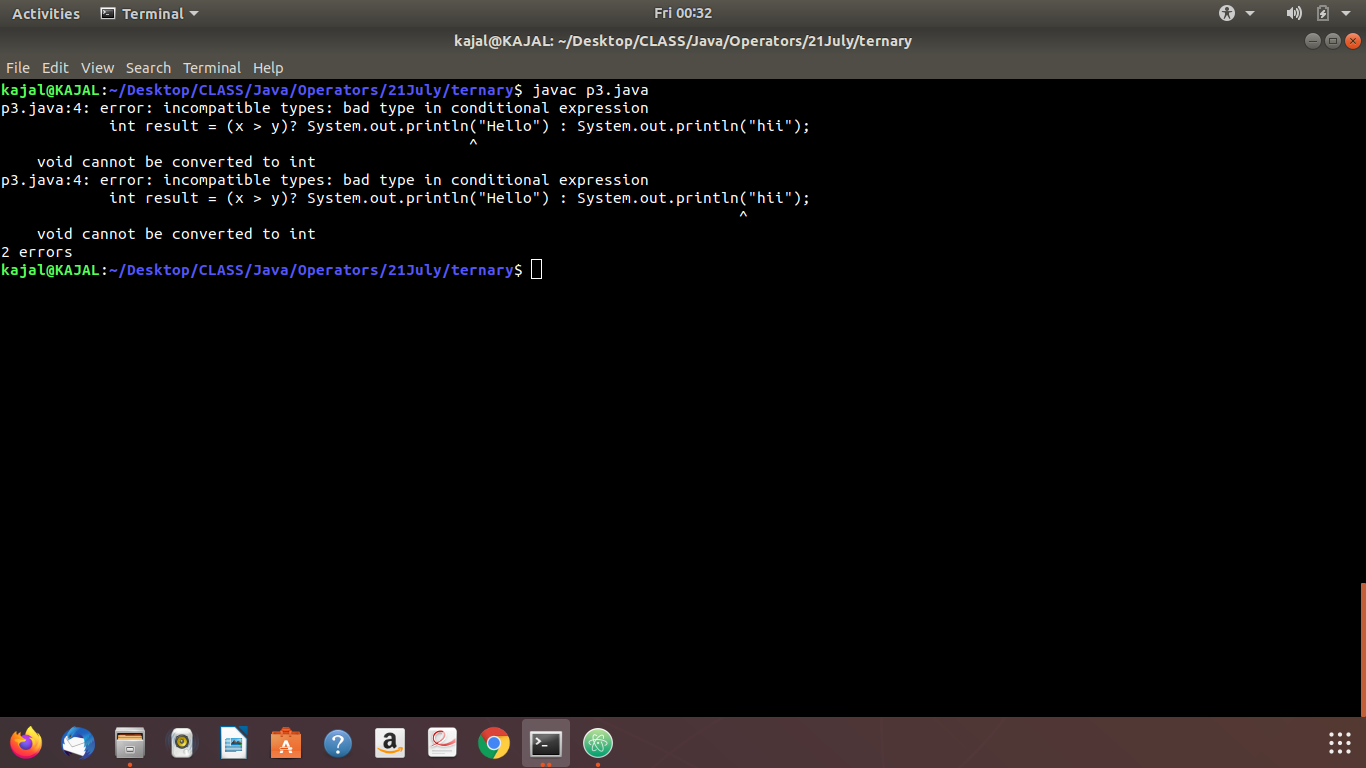 Activities Terminal Fri 00:32
kajal@KAJAL: ~/Desktop/CLASS/Java/Operators/21July/ternary
File Edit View Search Terminal Help
kajal@KAJAL:~/Desktop/CLASS/Java/Operators/21July/ternary$ javac p3.java
p3.java:4: error: incompatible types: bad type in conditional expression
            int result = (x > y)? System.out.println("Hello") : System.out.println("hii");
                                                    ^
    void cannot be converted to int
p3.java:4: error: incompatible types: bad type in conditional expression
            int result = (x > y)? System.out.println("Hello") : System.out.println("hii");
                                                                                  ^
    void cannot be converted to int
2 errors
kajal@KAJAL:~/Desktop/CLASS/Java/Operators/21July/ternary$